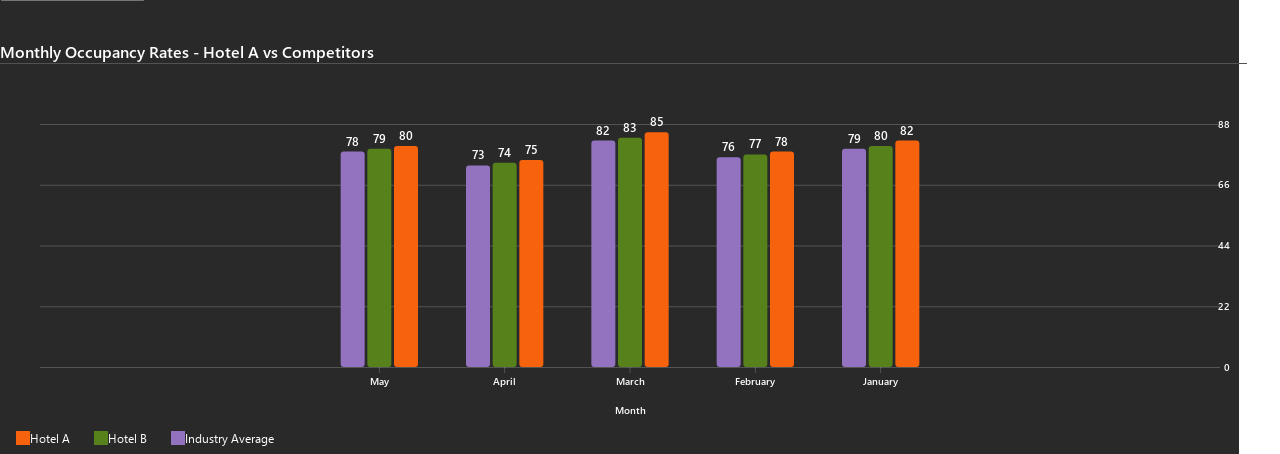 Monthly Occupancy Rates - Hotel A vs Competitors
88
66
44
22
0
78 79 80 73 74 75 82 83 85 76 77 78 79 80 82
May April March February January
Month
Hotel A Hotel B Industry Average